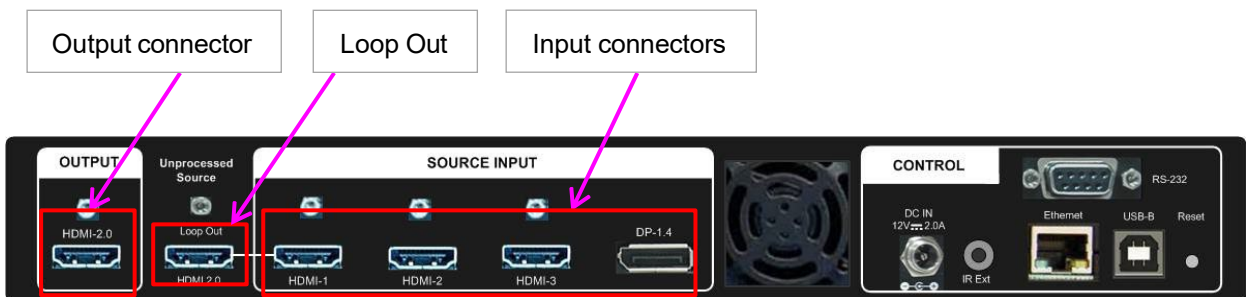 Output connector
Loop Out
Input connectors
OUTPUT
Unprocessed
Source
SOURCE INPUT
CONTROL
RS-232
HDMI-2.0
Loop Out
DP-1.4
DC IN
12V 2.0A
Ethernet
USB-B
Reset
HDMI 2.0
HDMI-1
HDMI-2
HDMI-3
IR Ext